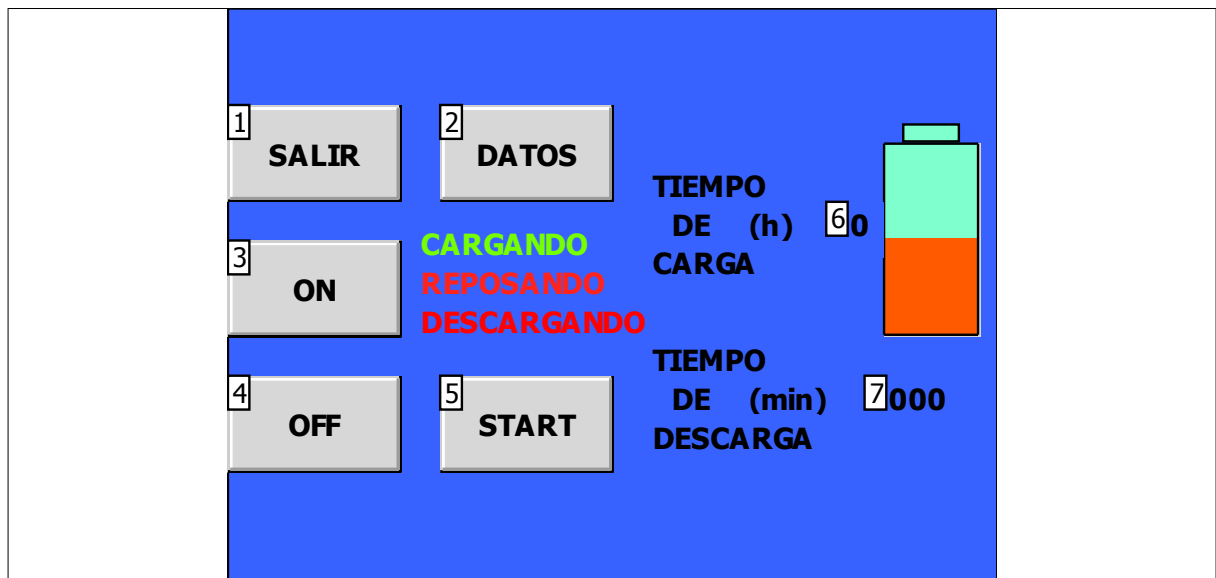 1
SALIR
2
DATOS
3
ON
CARGANDO
REPOSANDO
DESCARGANDO
4
OFF
5
START
TIEMPO
DE (h) 6 0
CARGA
TIEMPO
DE (min) 7 000
DESCARGA